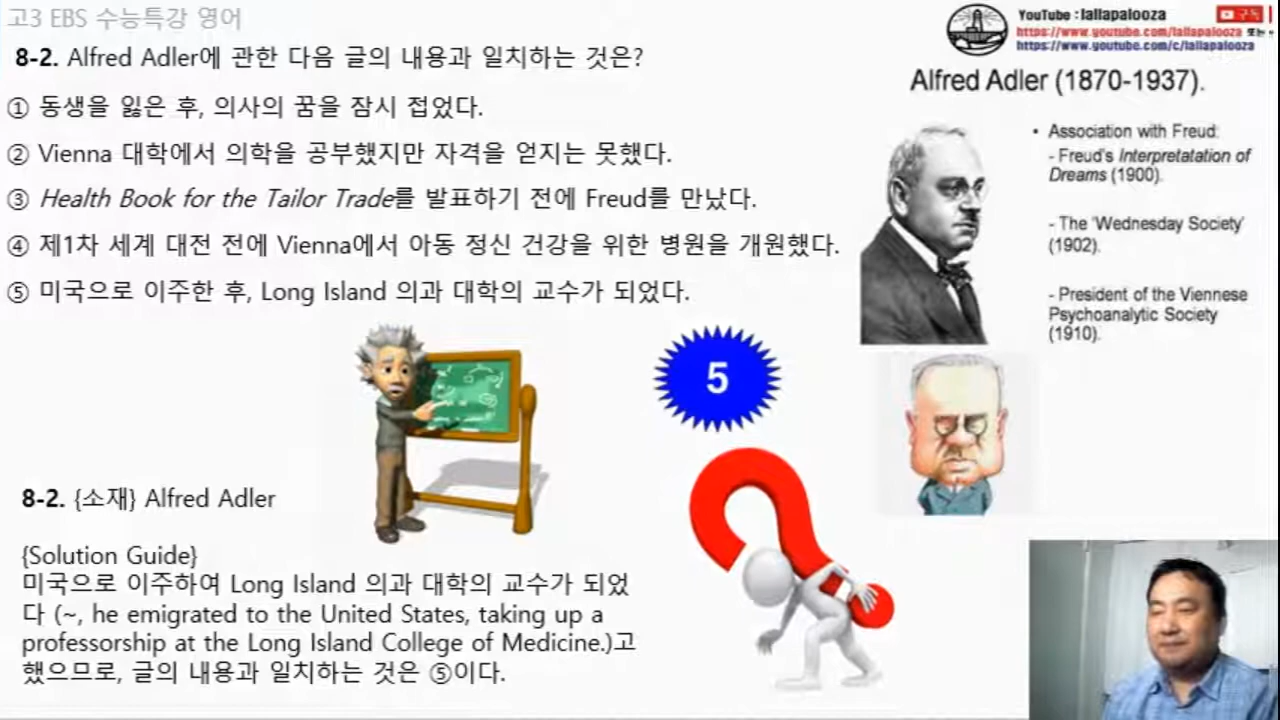 고3 EBS 수능특강 영어
8-2. Alfred Adler에 관한 다음 글의 내용과 일치하는 것은?
① 동생을 잃은 후, 의사의 꿈을 잠시 접었다.
② Vienna 대학에서 의학을 공부했지만 자격을 얻지는 못했다.
③ Health Book for the Tailor Trade를 발표하기 전에 Freud를 만났다.
④ 제1차 세계 대전 전에 Vienna에서 아동 정신 건강을 위한 병원을 개원했다.
⑤ 미국으로 이주한 후, Long Island 의과 대학의 교수가 되었다.
YouTube : lallapalooza
구독
https://www.youtube.com/lallapalooza 또는
https://www.youtube.com/c/lallapalooza
Alfred Adler (1870-1937).
• Association with Freud:
- Freud's Interpretatation of
Dreams (1900).
- The 'Wednesday Society'
(1902).
- President of the Viennese
Psychoanalytic Society
(1910).
5
8-2. {소재} Alfred Adler
{Solution Guide}
미국으로 이주하여 Long Island 의과 대학의 교수가 되었
다 (~, he emigrated to the United States, taking up a
professorship at the Long Island College of Medicine.)고
했으므로, 글의 내용과 일치하는 것은 ⑤이다.